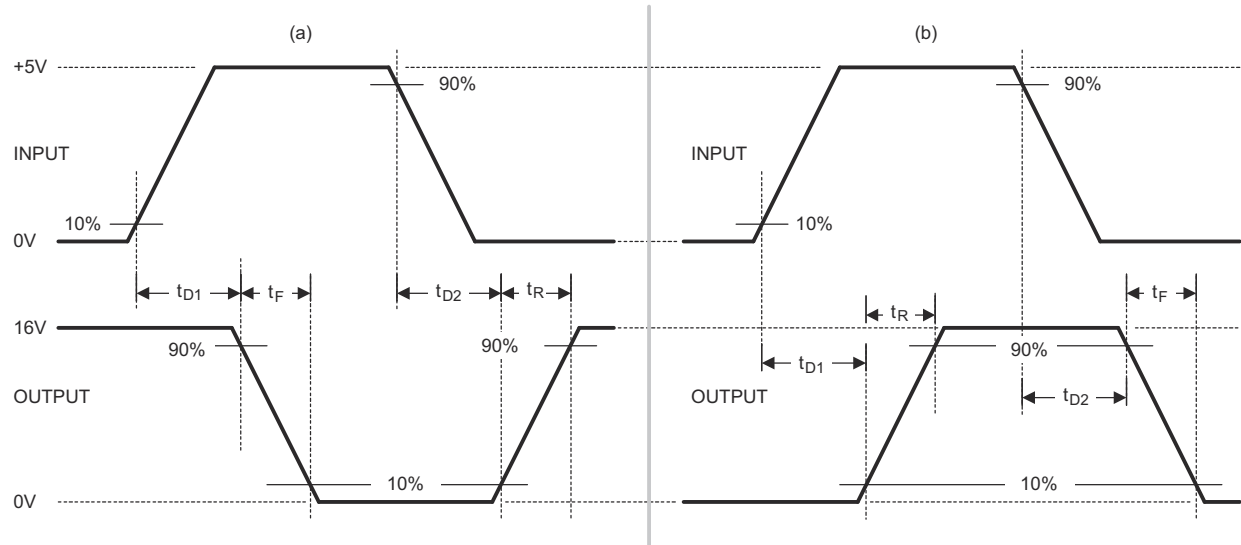 (a)
+5V
90%
INPUT
10%
0V
tD1
tF
tD2
tR
16V
90%
90%
OUTPUT
10%
0V
(b)
90%
INPUT
10%
tF
tR
90%
tD1
OUTPUT
tD2
10%